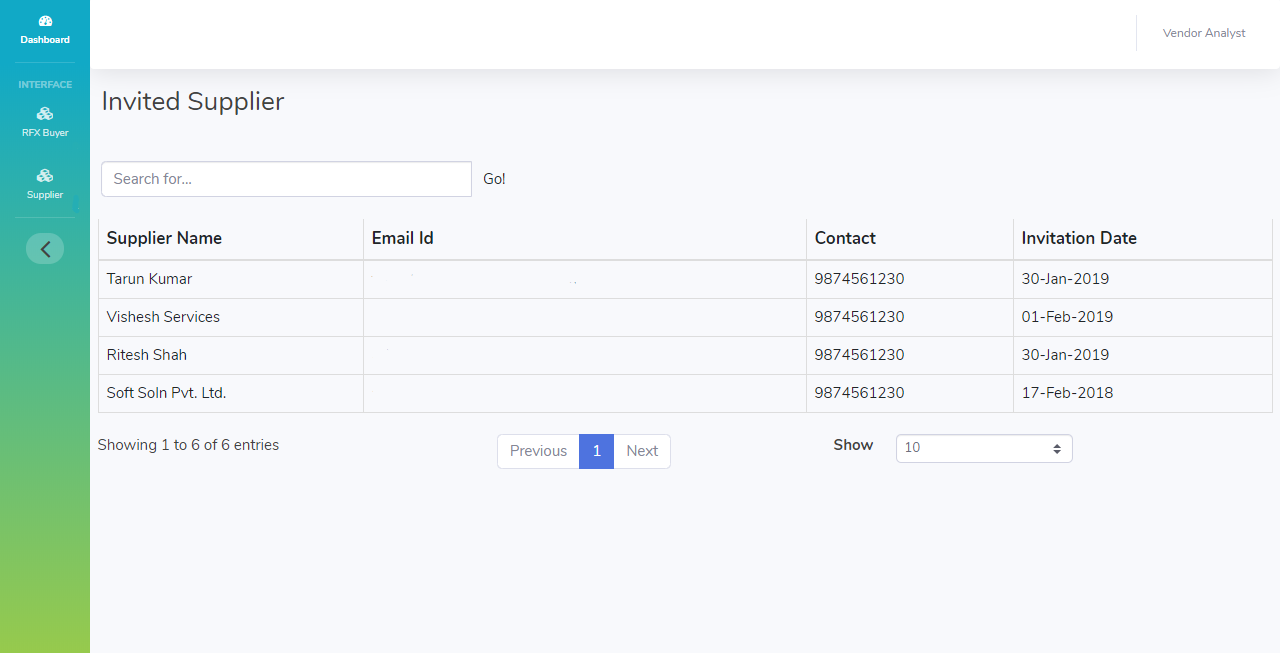 Dashboard
Vendor Analyst
INTERFACE
RFX Buyer
Supplier
Invited Supplier
Search for...
Go!
Supplier Name Email Id Contact Invitation Date
Tarun Kumar 9874561230 30-Jan-2019
Vishesh Services 9874561230 01-Feb-2019
Ritesh Shah 9874561230 30-Jan-2019
Soft Soln Pvt. Ltd. 9874561230 17-Feb-2018
Showing 1 to 6 of 6 entries
Previous 1 Next
Show 10